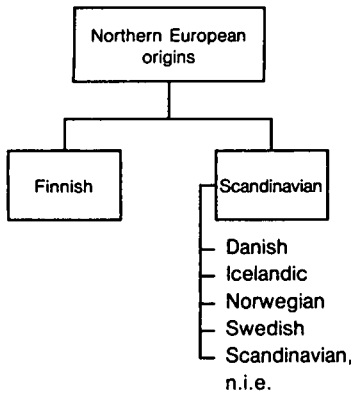 Northern European
origins
Finnish
Scandinavian
Danish
Icelandic
Norwegian
Swedish
Scandinavian,
n.i.e.